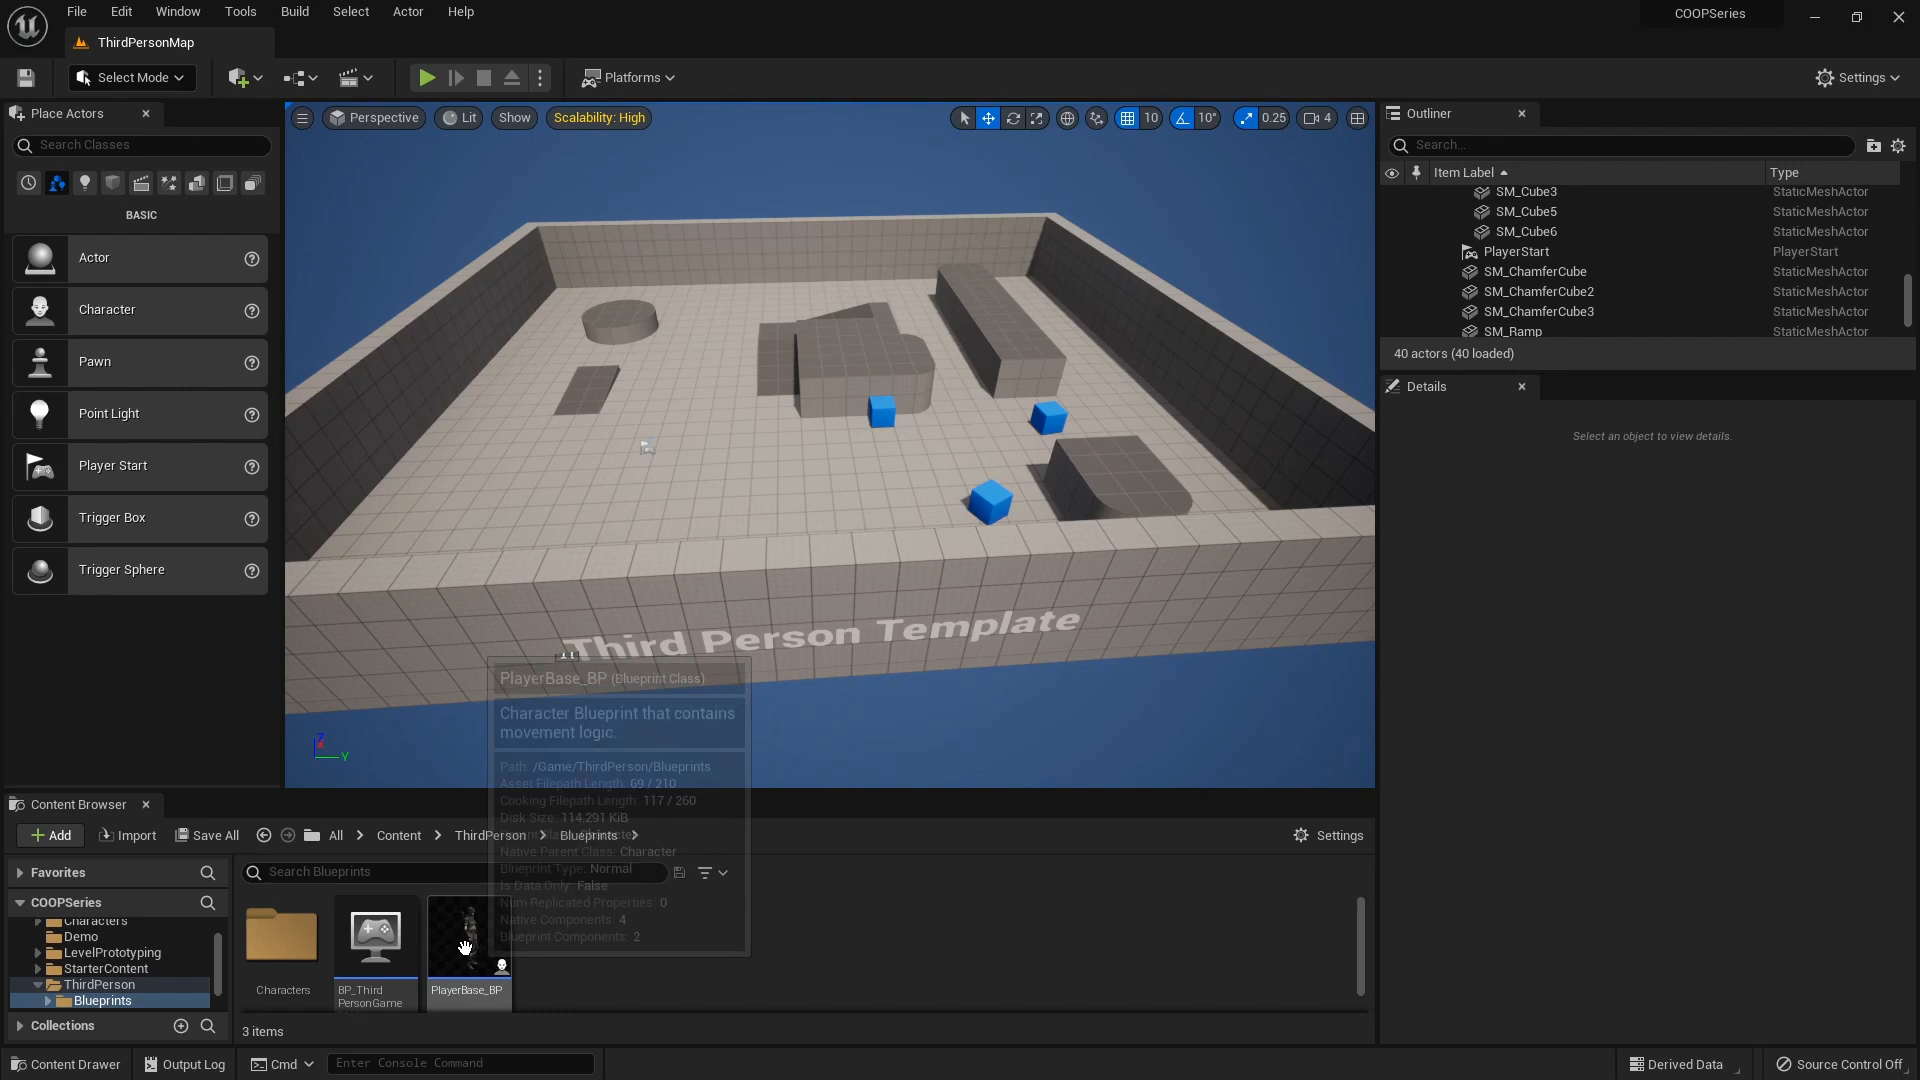 File Edit Window Tools Build Select Actor Help
COOPSeries
ThirdPersonMap
Select Mode
Platforms
Settings
Place Actors
Search Classes
BASIC
Actor
Character
Pawn
Point Light
Player Start
Trigger Box
Trigger Sphere
Perspective Lit Show Scalability: High
10 10° 0.25 4
Third Person Template
Z
X
Y
PlayerBase_BP (Blueprint Class)
Character Blueprint that contains
movement logic.
Path: /Game/ThirdPerson/Blueprints
Asset Filepath Length: 69 / 210
Cooking Filepath Length: 117 / 260
Disk Size: 114.291 KiB
Native Parent Class: Character
Blueprint Type: Normal
Is Data Only: False
Num Replicated Properties: 0
Native Components: 4
Blueprint Components: 2
Outliner
Search...
Item Label Type
SM_Cube3 StaticMeshActor
SM_Cube5 StaticMeshActor
SM_Cube6 StaticMeshActor
PlayerStart PlayerStart
SM_ChamferCube StaticMeshActor
SM_ChamferCube2 StaticMeshActor
SM_ChamferCube3 StaticMeshActor
SM_Ramp StaticMeshActor
40 actors (40 loaded)
Details
Select an object to view details.
Content Browser
Add Import Save All All Content ThirdPerson Blueprints
Settings
Favorites
COOPSeries
Characters
Demo
LevelPrototyping
StarterContent
ThirdPerson
Blueprints
Collections
Search Blueprints
Characters
BP_Third
PersonGame
PlayerBase_BP
3 items
Content Drawer Output Log Cmd Enter Console Command
Derived Data Source Control Off